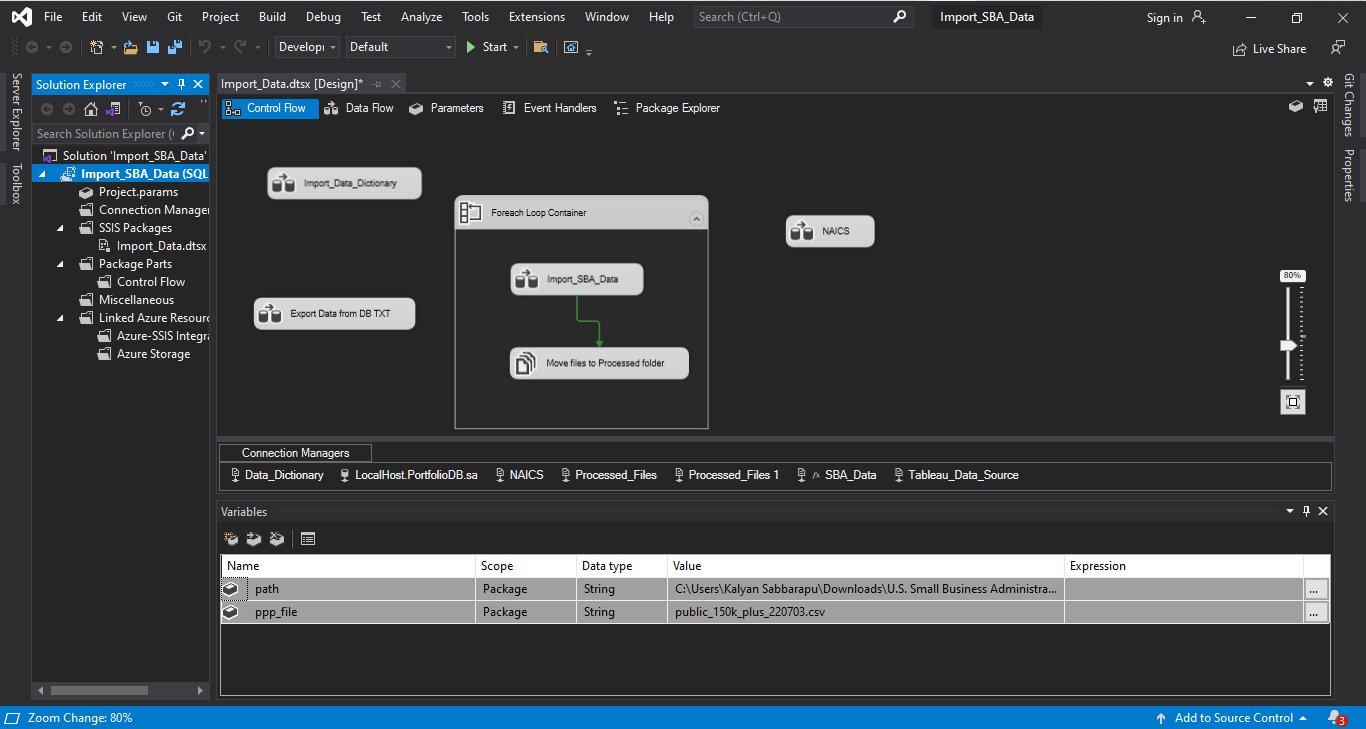 File Edit View Git Project Build Debug Test Analyze Tools Extensions Window Help Search (Ctrl+Q) Import_SBA_Data Sign in
Develop Default Start Live Share
Server Explorer
Toolbox
Solution Explorer
Search Solution Explorer (
Solution 'Import_SBA_Data'
Import_SBA_Data (SQL
Project.params
Connection Manager
SSIS Packages
Import_Data.dtsx
Package Parts
Control Flow
Miscellaneous
Linked Azure Resourc
Azure-SSIS Integra
Azure Storage
Import_Data.dtsx [Design]*
Control Flow Data Flow Parameters Event Handlers Package Explorer
Import_Data_Dictionary
Foreach Loop Container
NAICS
Import_SBA_Data
Export Data from DB TXT
Move files to Processed folder
80%
Git Changes
Properties
Connection Managers
Data_Dictionary LocalHost.PortfolioDB.sa NAICS Processed_Files Processed_Files 1 fx SBA_Data Tableau_Data_Source
Variables
Name Scope Data type Value Expression
path Package String C:\Users\Kalyan Sabbarapu\Downloads\U.S. Small Business Administra... ...
ppp_file Package String public_150k_plus_220703.csv ...
Zoom Change: 80% Add to Source Control 3